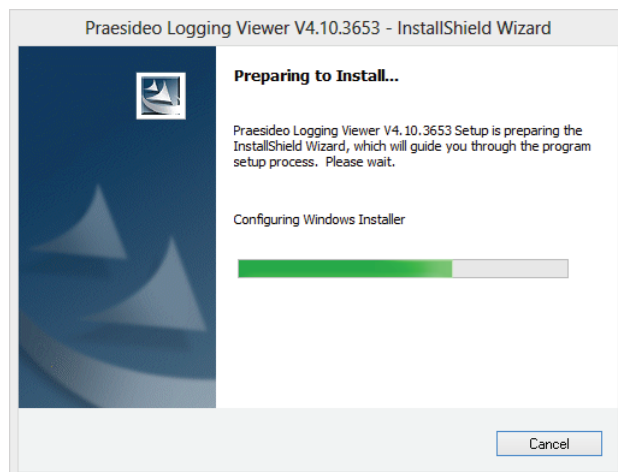 Praesideo Logging Viewer V4.10.3653 - InstallShield Wizard
Preparing to Install...
Praesideo Logging Viewer V4.10.3653 Setup is preparing the
InstallShield Wizard, which will guide you through the program
setup process.  Please wait.
Configuring Windows Installer
Cancel